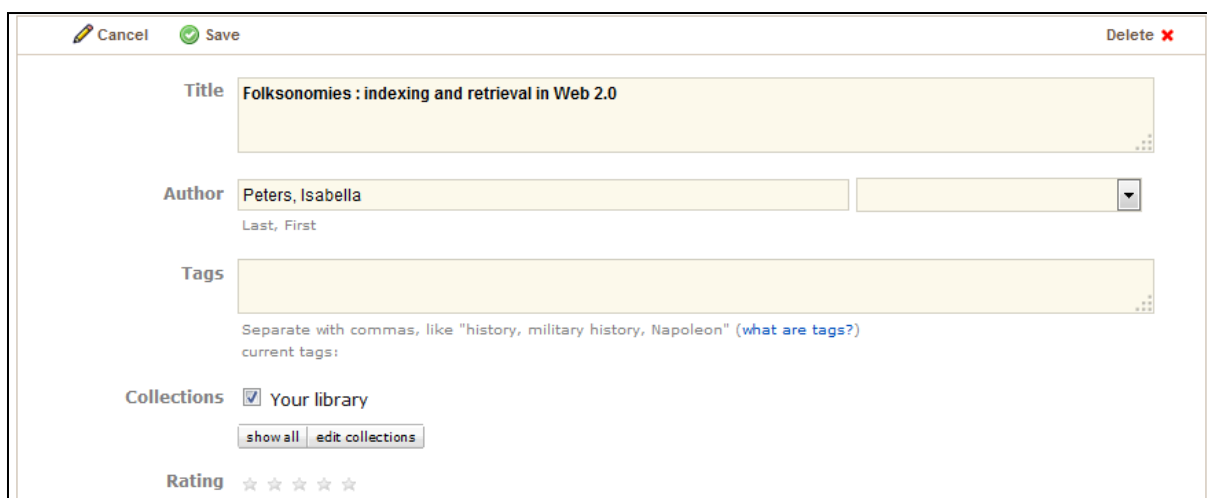 Cancel Save Delete
Title Folksonomies : indexing and retrieval in Web 2.0
Author Peters, Isabella
Last, First
Tags
Separate with commas, like "history, military history, Napoleon" (what are tags?)
current tags:
Collections Your library
show all edit collections
Rating